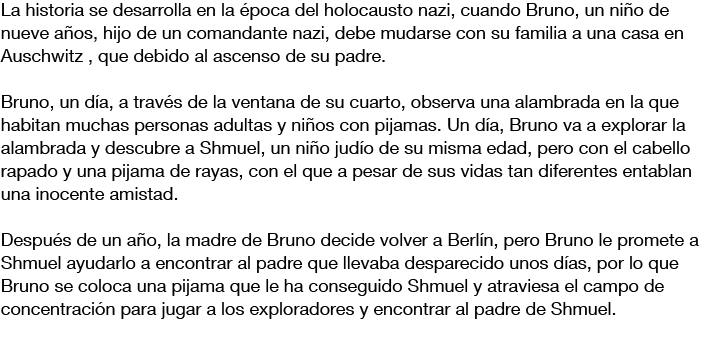 La historia se desarrolla en la época del holocausto nazi, cuando Bruno, un niño de
nueve años, hijo de un comandante nazi, debe mudarse con su familia a una casa en
Auschwitz , que debido al ascenso de su padre.
Bruno, un día, a través de la ventana de su cuarto, observa una alambrada en la que
habitan muchas personas adultas y niños con pijamas. Un día, Bruno va a explorar la
alambrada y descubre a Shmuel, un niño judío de su misma edad, pero con el cabello
rapado y una pijama de rayas, con el que a pesar de sus vidas tan diferentes entablan
una inocente amistad.
Después de un año, la madre de Bruno decide volver a Berlín, pero Bruno le promete a
Shmuel ayudarlo a encontrar al padre que llevaba desparecido unos días, por lo que
Bruno se coloca una pijama que le ha conseguido Shmuel y atraviesa el campo de
concentración para jugar a los exploradores y encontrar al padre de Shmuel.